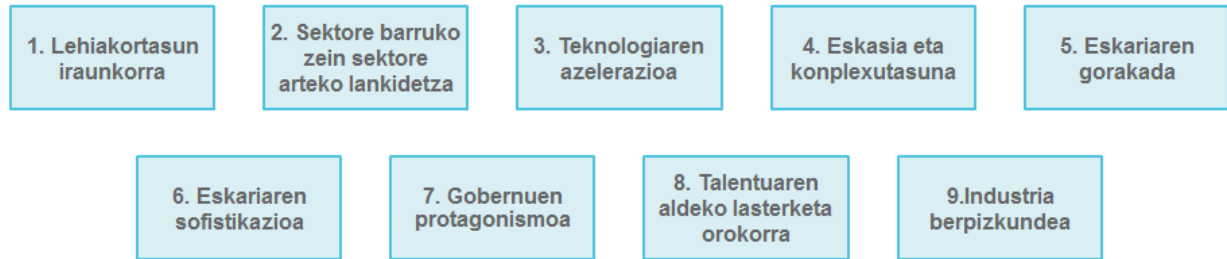 1. Lehiakortasun
iraunkorra
2. Sektore barruko
zein sektore
arteko lankidetza
3. Teknologiaren
azelerazioa
4. Eskasia eta
konplexutasuna
5. Eskariaren
gorakada
6. Eskariaren
sofistikazioa
7. Gobernuen
protagonismoa
8. Talentuaren
aldeko lasterketa
orokorra
9.Industria
berpizkundea